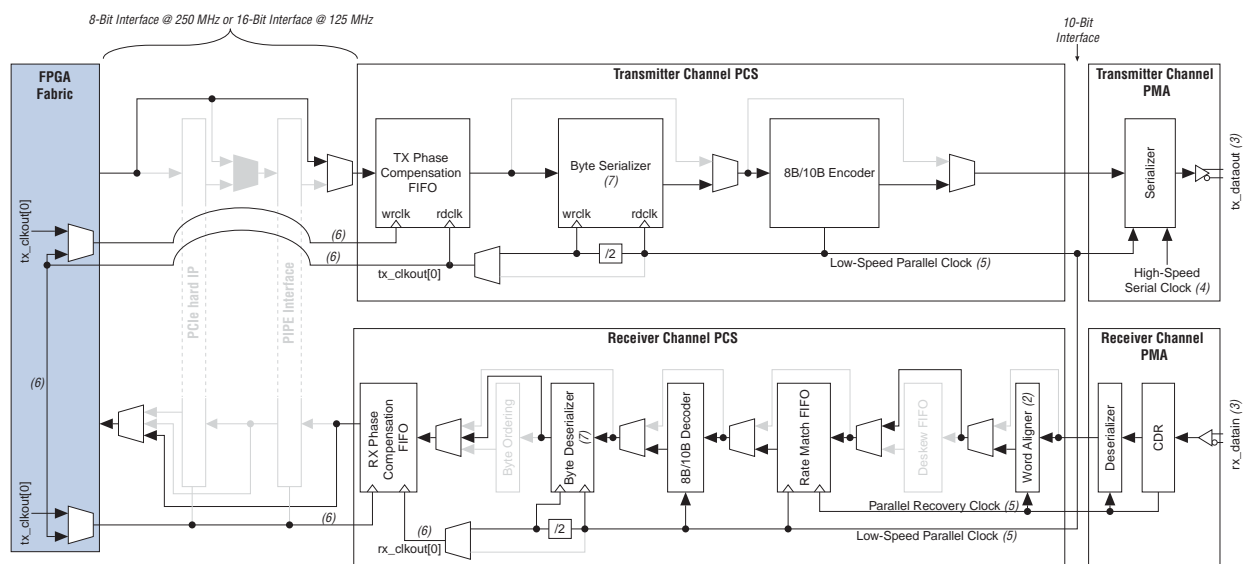 8-Bit Interface @ 250 MHz or 16-Bit Interface @ 125 MHz
10-Bit
Interface
FPGA
Fabric
Transmitter Channel PCS
Transmitter Channel
PMA
TX Phase
Compensation
FIFO
wrclk
rdclk
Byte Serializer
(7)
wrclk
rdclk
8B/10B Encoder
Serializer
tx_dataout (3)
tx_clkout[0]
(6)
(6)
tx_clkout[0]
/2
Low-Speed Parallel Clock (5)
High-Speed
Serial Clock (4)
PCIe hard IP
PIPE Interface
(6)
Receiver Channel PCS
Receiver Channel
PMA
RX Phase
Compensation
FIFO
Byte Ordering
Byte Deserializer
(7)
8B/10B Decoder
Rate Match FIFO
Deskew FIFO
Word Aligner (2)
Deserializer
CDR
rx_datain (3)
tx_clkout[0]
(6)
(6)
rx_clkout[0]
/2
Parallel Recovery Clock (5)
Low-Speed Parallel Clock (5)